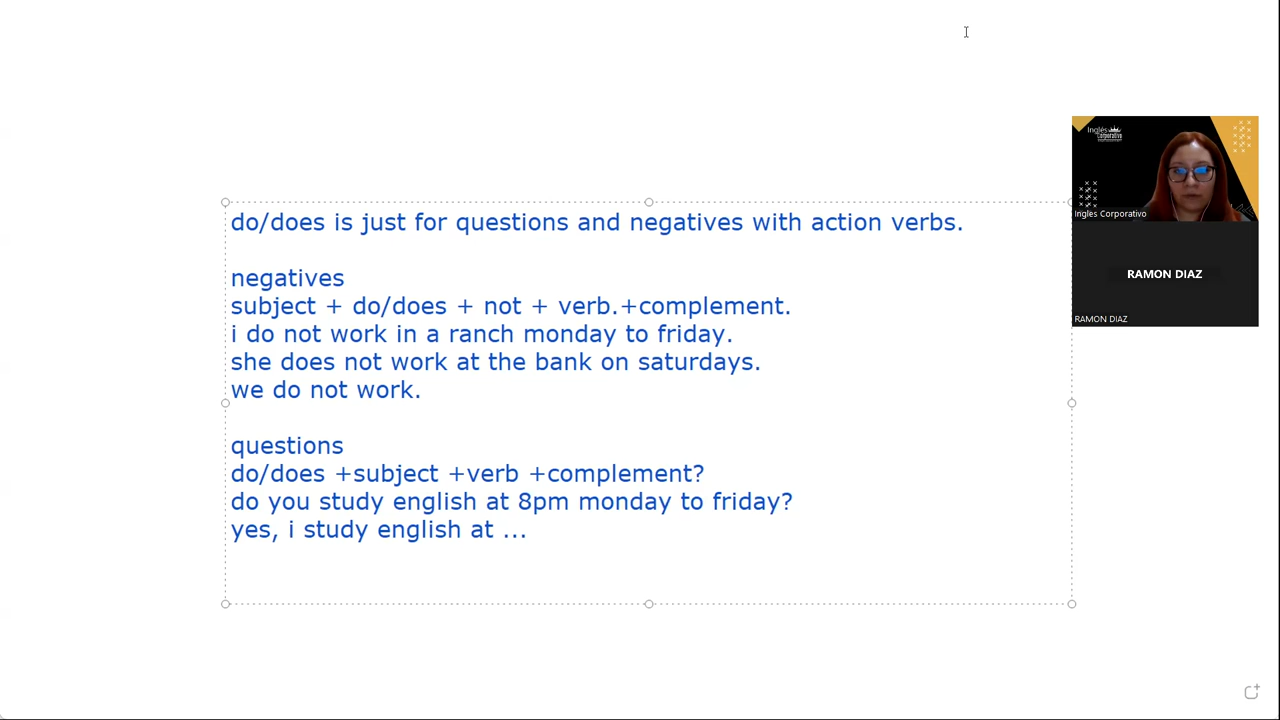 do/does is just for questions and negatives with action verbs.
negatives
subject + do/does + not + verb.+complement.
i do not work in a ranch monday to friday.
she does not work at the bank on saturdays.
we do not work.
questions
do/does +subject +verb +complement?
do you study english at 8pm monday to friday?
yes, i study english at ...
Inglés
Corporativo
Ingles Corporativo
RAMON DIAZ
RAMON DIAZ